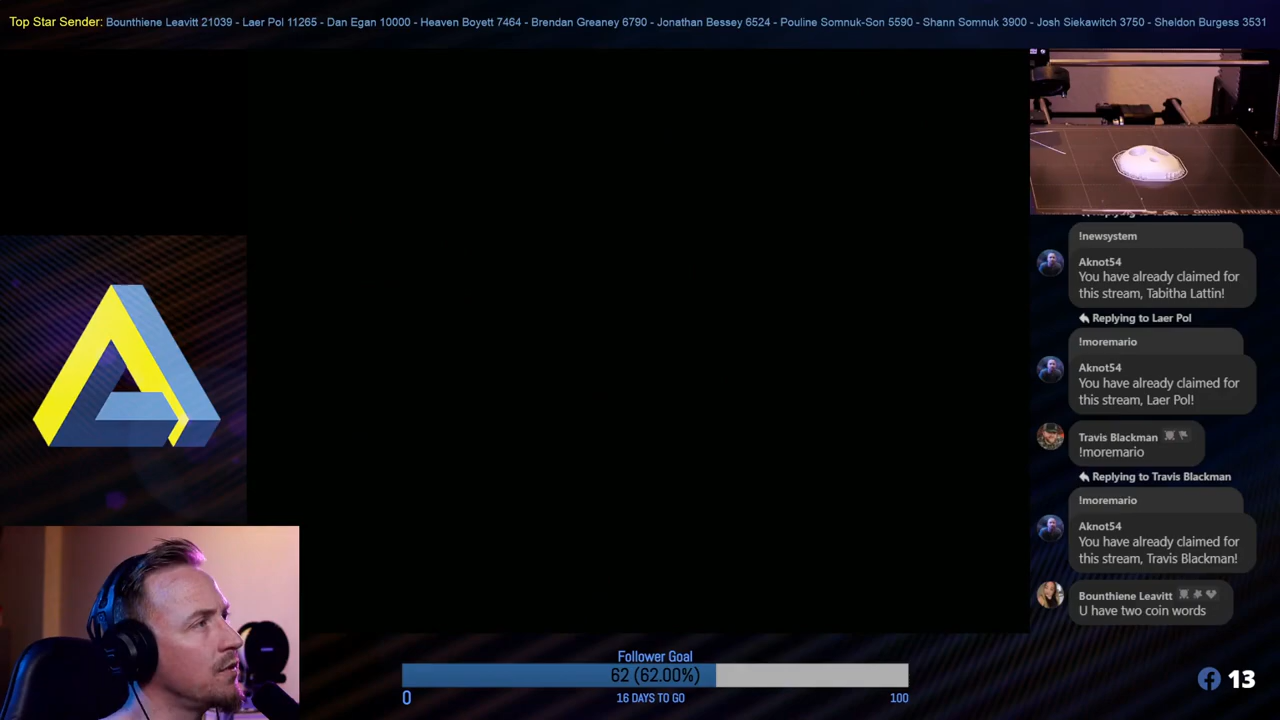 Top Star Sender: Bounthiene Leavitt 21039 - Laer Pol 11265 - Dan Egan 10000 - Heaven Boyett 7464 - Brendan Greaney 6790 - Jonathan Bessey 6524 - Pouline Somnuk-Son 5590 - Shann Somnuk 3900 - Josh Siekawitch 3750 - Sheldon Burgess 3531
ORIGINAL PRUSA
!newsystem
Aknot54
You have already claimed for
this stream, Tabitha Lattin!
Replying to Laer Pol
!moremario
Aknot54
You have already claimed for
this stream, Laer Pol!
Travis Blackman
!moremario
Replying to Travis Blackman
!moremario
Aknot54
You have already claimed for
this stream, Travis Blackman!
Bounthiene Leavitt
U have two coin words
Follower Goal
62 (62.00%)
0
16 DAYS TO GO
100
13